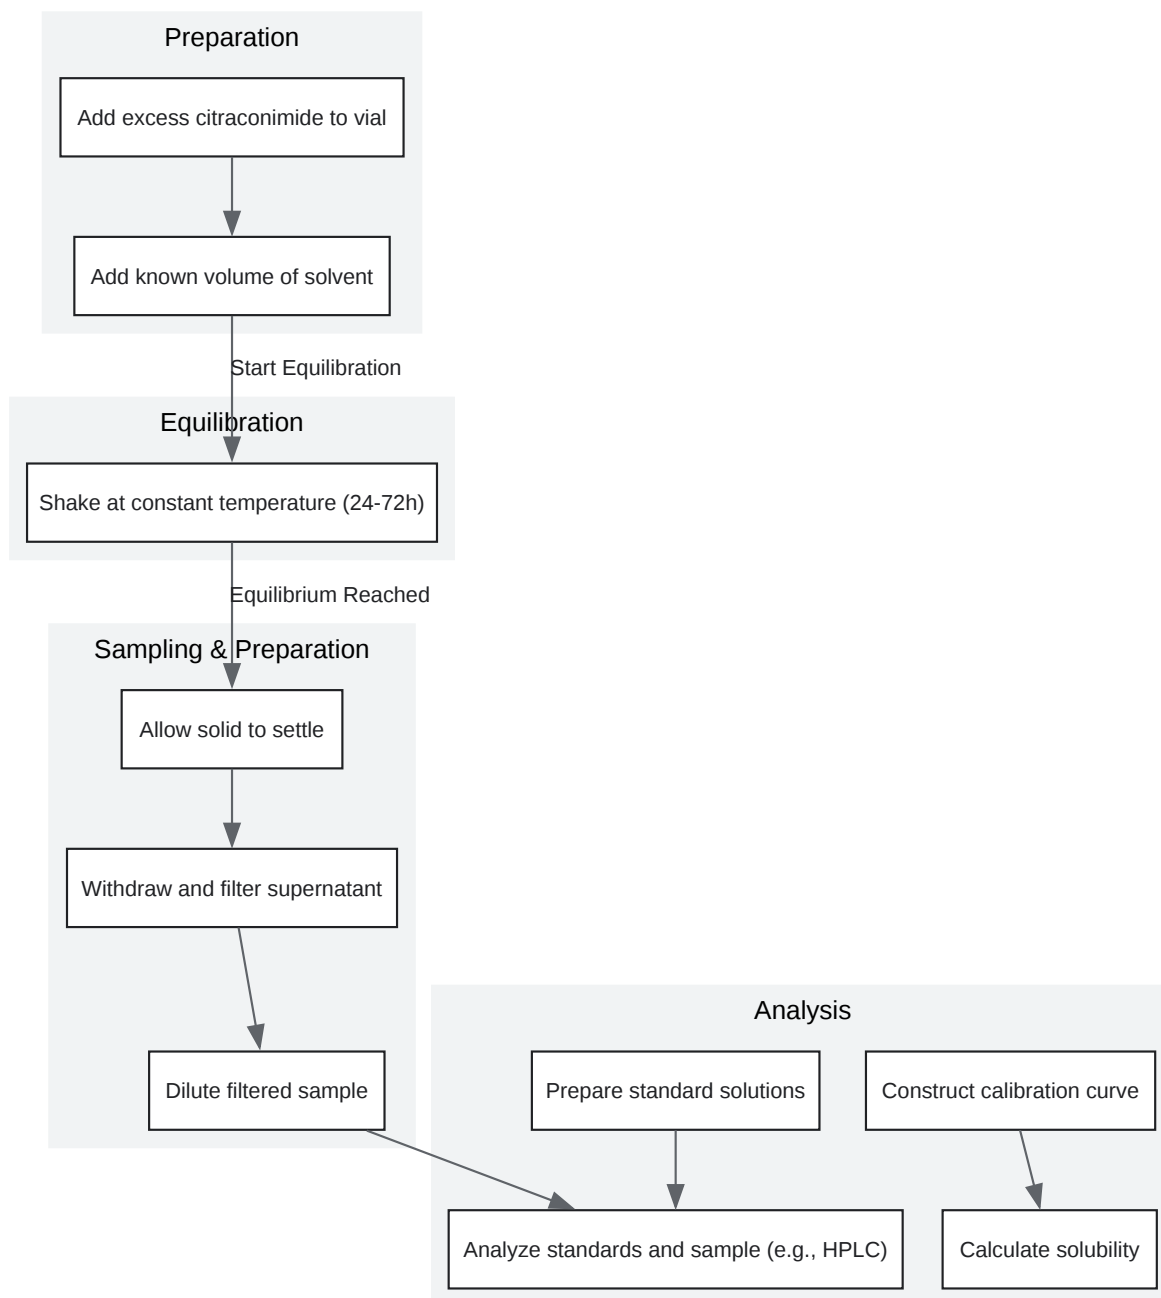 Preparation
Add excess citraconimide to vial
Add known volume of solvent
Start Equilibration
Equilibration
Shake at constant temperature (24-72h)
Equilibrium Reached
Sampling & Preparation
Allow solid to settle
Withdraw and filter supernatant
Dilute filtered sample
Analysis
Prepare standard solutions
Construct calibration curve
Analyze standards and sample (e.g., HPLC)
Calculate solubility